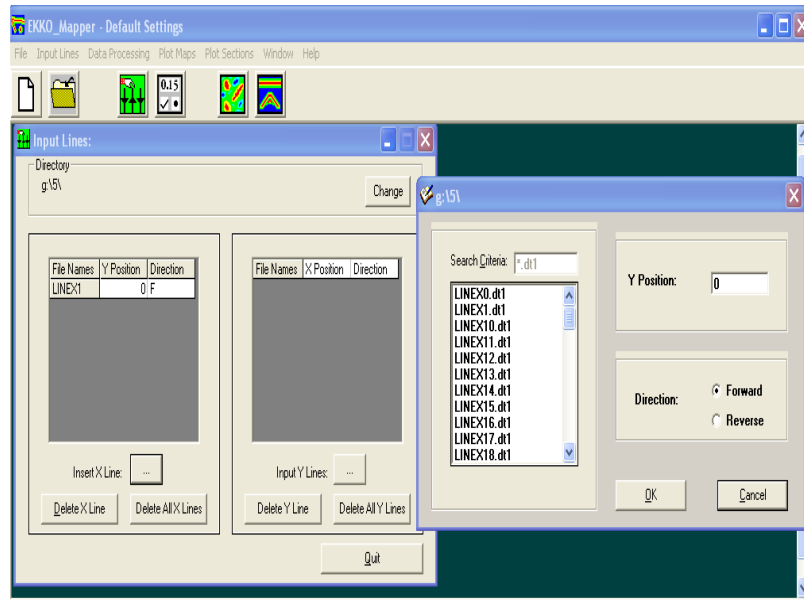 EKKO_Mapper - Default Settings
File Input Lines Data Processing Plot Maps Plot Sections Window Help
0.15
Input Lines:
Directory
g:\5\
Change
File Names Y Position Direction
LINEX1 0 F
Insert X Line: ...
Delete X Line Delete All X Lines
File Names X Position Direction
Input Y Lines: ...
Delete Y Line Delete All Y Lines
Quit
g:\5\
Search Criteria: *.dt1
LINEX0.dt1
LINEX1.dt1
LINEX10.dt1
LINEX11.dt1
LINEX12.dt1
LINEX13.dt1
LINEX14.dt1
LINEX15.dt1
LINEX16.dt1
LINEX17.dt1
LINEX18.dt1
Y Position: 0
Direction: Forward
Reverse
OK Cancel